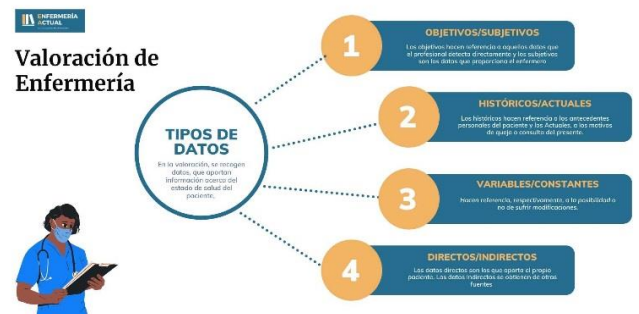 ENFERMERÍA
ACTUAL
Valoración de
Enfermería
TIPOS DE
DATOS
En la valoración, se recogen
datos, que aportan
información acerca del
estado de salud del
paciente.
1
OBJETIVOS/SUBJETIVOS
Los objetivos hacen referencia a aquellos datos que
el profesional detecta directamente y los subjetivos
son los datos que proporciona el enfermero
2
HISTÓRICOS/ACTUALES
Los históricos hacen referencia a los antecedentes
personales del paciente y los Actuales, a los motivos
de queja o consulta del presente.
3
VARIABLES/CONSTANTES
hacen referencia, respectivamente, a la posibilidad o
no de sufrir modificaciones.
4
DIRECTOS/INDIRECTOS
Los datos directos son los que aporta el propio
paciente. Los datos indirectos se obtienen de otras
fuentes